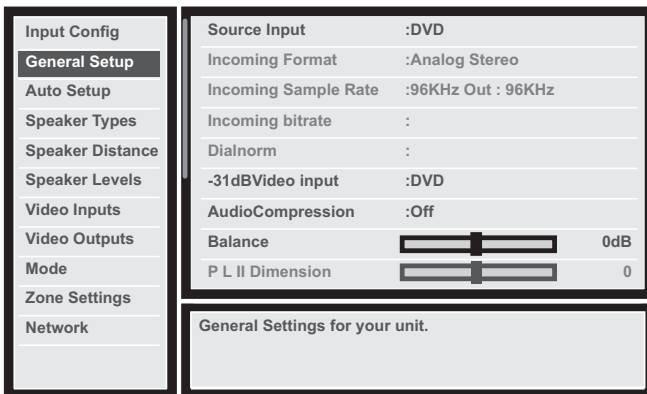 Input Config
General Setup
Auto Setup
Speaker Types
Speaker Distance
Speaker Levels
Video Inputs
Video Outputs
Mode
Zone Settings
Network
Source Input :DVD
Incoming Format :Analog Stereo
Incoming Sample Rate :96KHz Out : 96KHz
Incoming bitrate :
Dialnorm :
-31dBVideo input :DVD
AudioCompression :Off
Balance 0dB
P L II Dimension 0
General Settings for your unit.